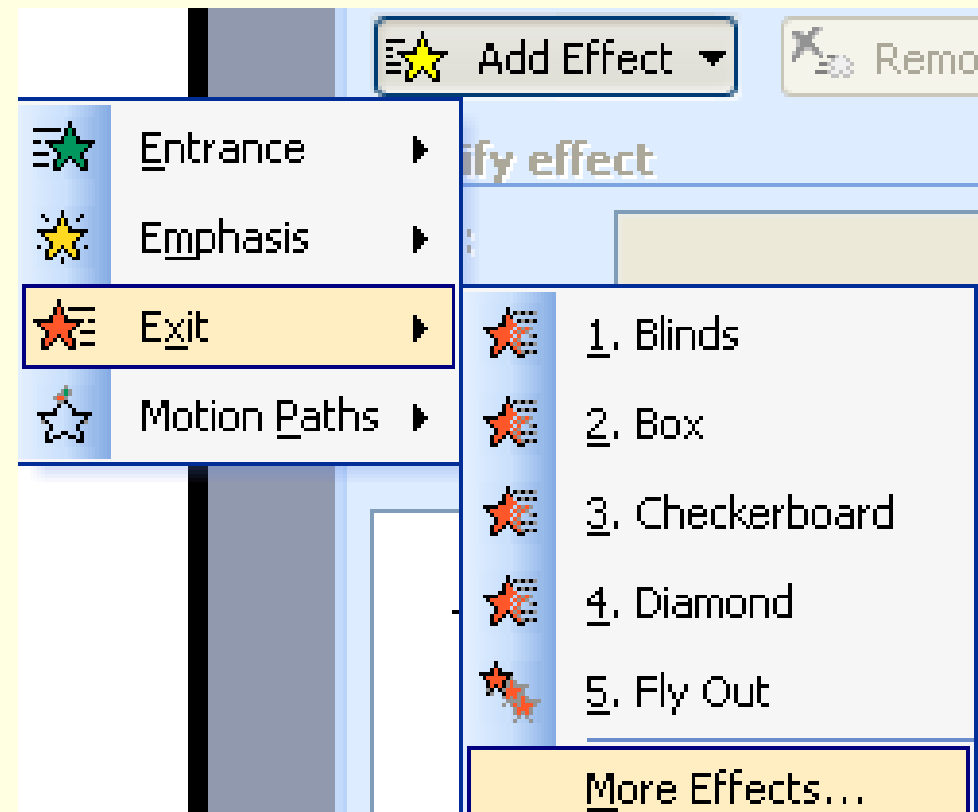 Add Effect
Remo
Entrance
ify effect
Emphasis
:
Exit
1. Blinds
Motion Paths
2. Box
3. Checkerboard
4. Diamond
5. Fly Out
More Effects...